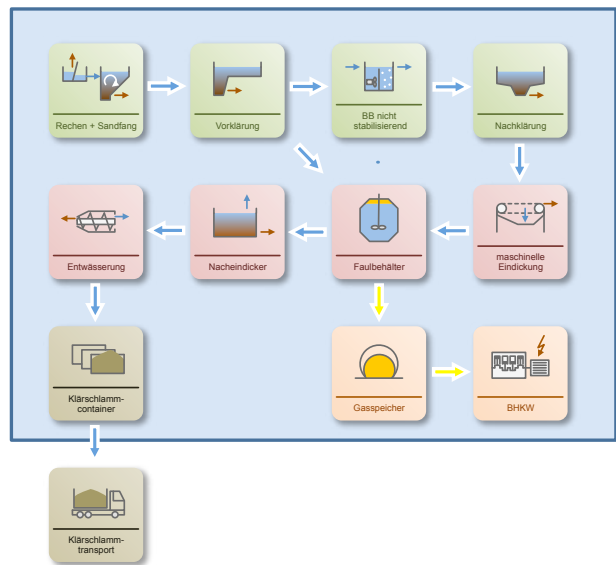 Rechen + Sandfang
Vorklärung
BB nicht
stabilisierend
Nachklärung
Entwässerung
Nacheindicker
Faulbehälter
maschinelle
Eindickung
Klärschlamm-
container
Gasspeicher
BHKW
Klärschlamm-
transport